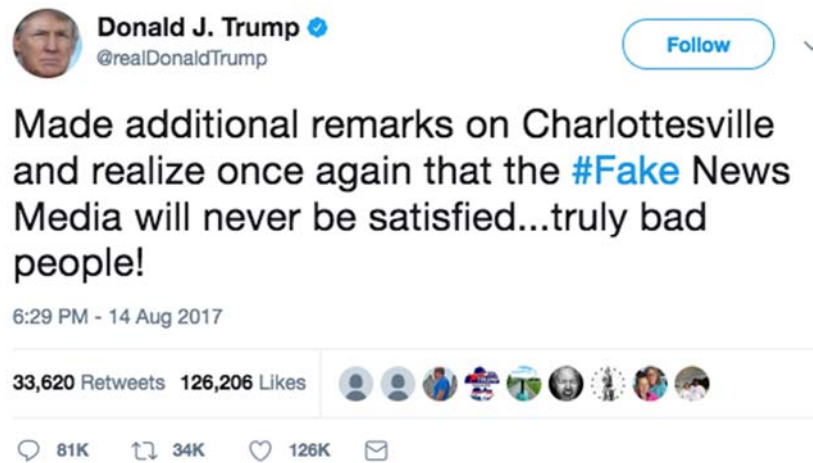 Donald J. Trump
@realDonaldTrump
Follow
Made additional remarks on Charlottesville
and realize once again that the #Fake News
Media will never be satisfied...truly bad
people!
6:29 PM - 14 Aug 2017
33,620 Retweets 126,206 Likes
81K 34K 126K